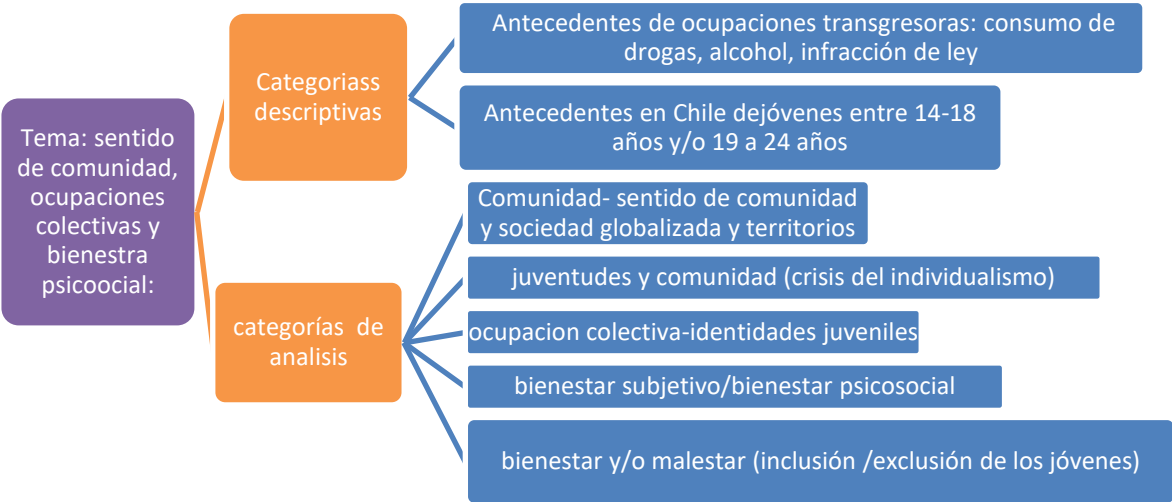 Tema: sentido
de comunidad,
ocupaciones
colectivas y
bienestra
psicoocial:
Categoriass
descriptivas
Antecedentes de ocupaciones transgresoras: consumo de
drogas, alcohol, infracción de ley
Antecedentes en Chile dejóvenes entre 14-18
años y/o 19 a 24 años
categorías de
analisis
Comunidad- sentido de comunidad
y sociedad globalizada y territorios
juventudes y comunidad (crisis del individualismo)
ocupacion colectiva-identidades juveniles
bienestar subjetivo/bienestar psicosocial
bienestar y/o malestar (inclusión /exclusión de los jóvenes)